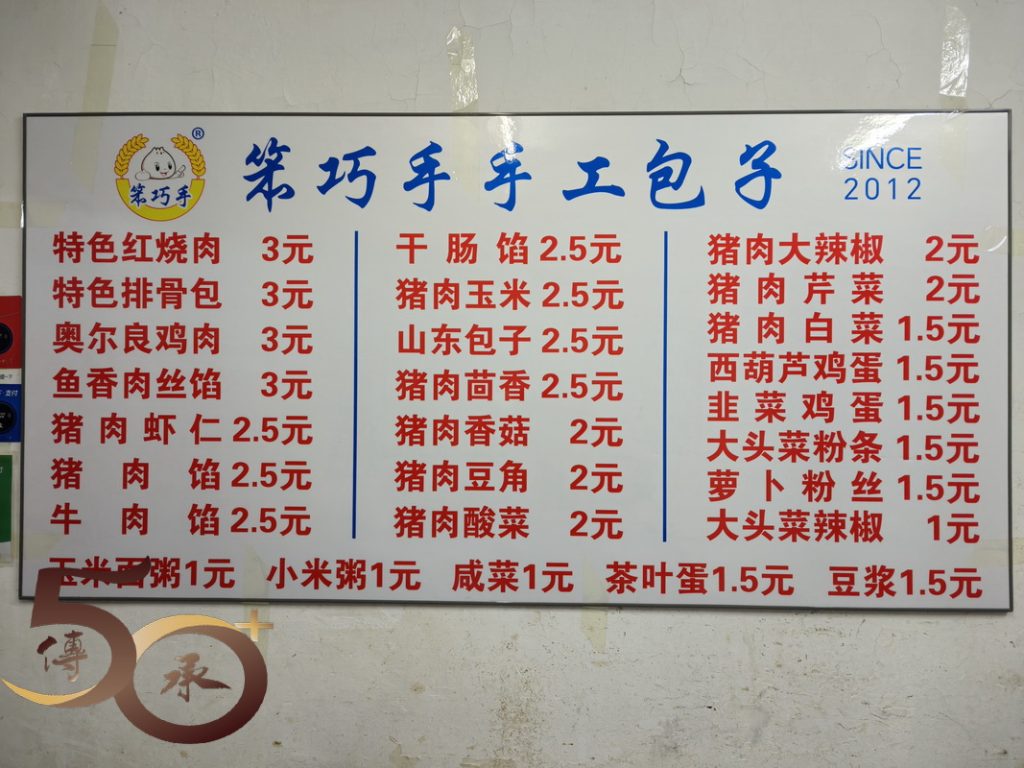 笨巧手®
笨巧手手工包子
SINCE
2012
特色红烧肉 3元
特色排骨包 3元
奥尔良鸡肉 3元
鱼香肉丝馅 3元
猪肉虾仁 2.5元
猪肉馅 2.5元
牛肉馅 2.5元
干肠馅 2.5元
猪肉玉米 2.5元
山东包子 2.5元
猪肉茴香 2.5元
猪肉香菇 2元
猪肉豆角 2元
猪肉酸菜 2元
猪肉大辣椒 2元
猪肉芹菜 2元
猪肉白菜 1.5元
西葫芦鸡蛋 1.5元
韭菜鸡蛋 1.5元
大头菜粉条 1.5元
萝卜粉丝 1.5元
大头菜辣椒 1元
玉米面粥1元 小米粥1元 咸菜1元 茶叶蛋1.5元 豆浆1.5元
50+
傳承